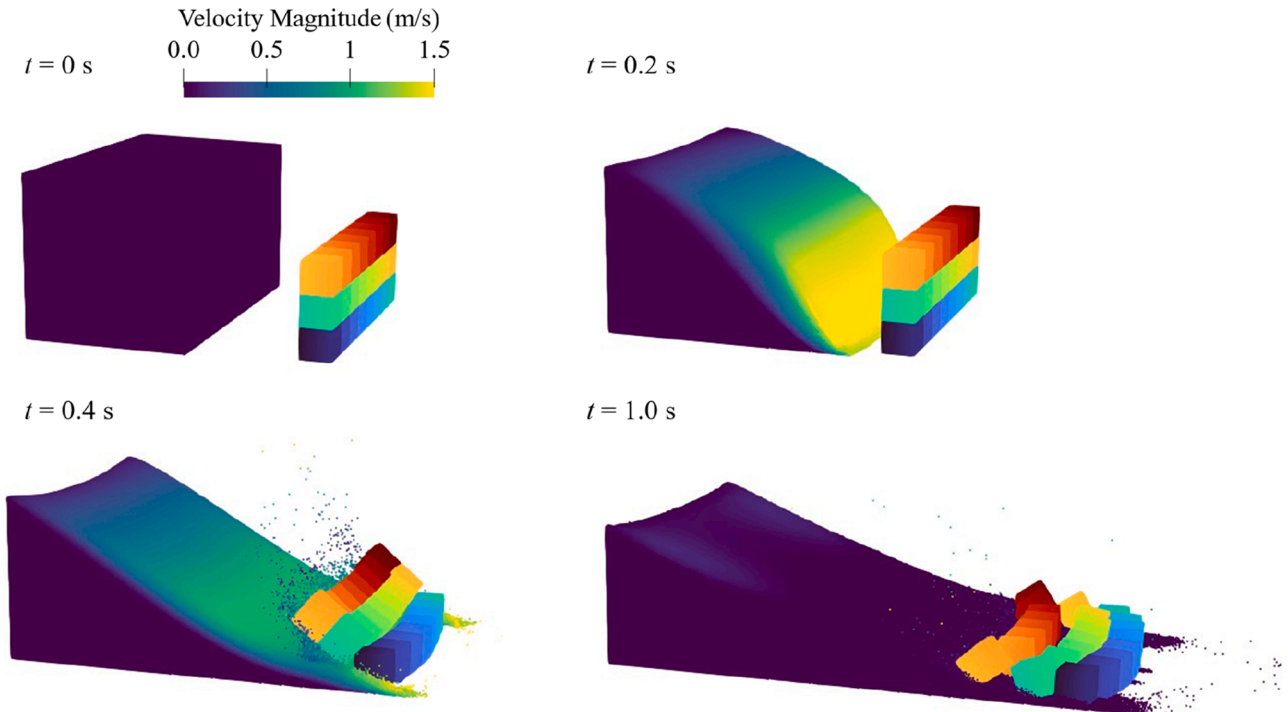 Velocity Magnitude (m/s)
0.0 0.5 1 1.5
t = 0 s
t = 0.2 s
t = 0.4 s
t = 1.0 s